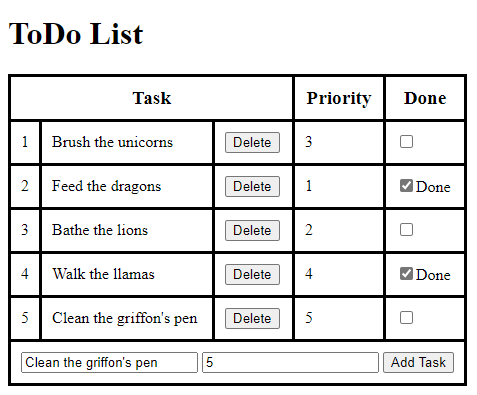 ToDo List
Task Priority Done
1 Brush the unicorns Delete 3
2 Feed the dragons Delete 1 Done
3 Bathe the lions Delete 2
4 Walk the llamas Delete 4 Done
5 Clean the griffon's pen Delete 5
Clean the griffon's pen 5 Add Task